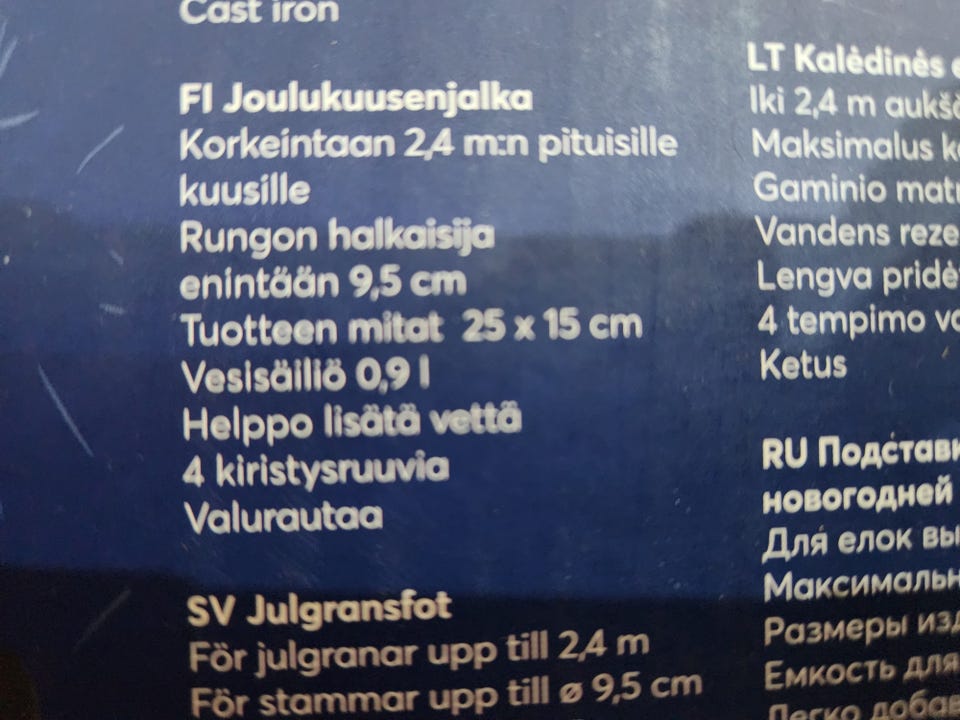 Cast iron
FI Joulukuusenjalka
Korkeintaan 2,4 m:n pituisille
kuusille
Rungon halkaisija
enintään 9,5 cm
Tuotteen mitat 25 x 15 cm
Vesisäiliö 0,9 l
Helppo lisätä vettä
4 kiristysruuvia
Valurautaa
SV Julgransfot
För julgranar upp till 2,4 m
För stammar upp till ø 9,5 cm
LT Kalėdinės
Iki 2,4 m
Maksimalus
Gaminio
Vandens
Lengva
4 tempimo
Ketus
RU
новогодней
Для елок
Размеры
Емкость для
Легко